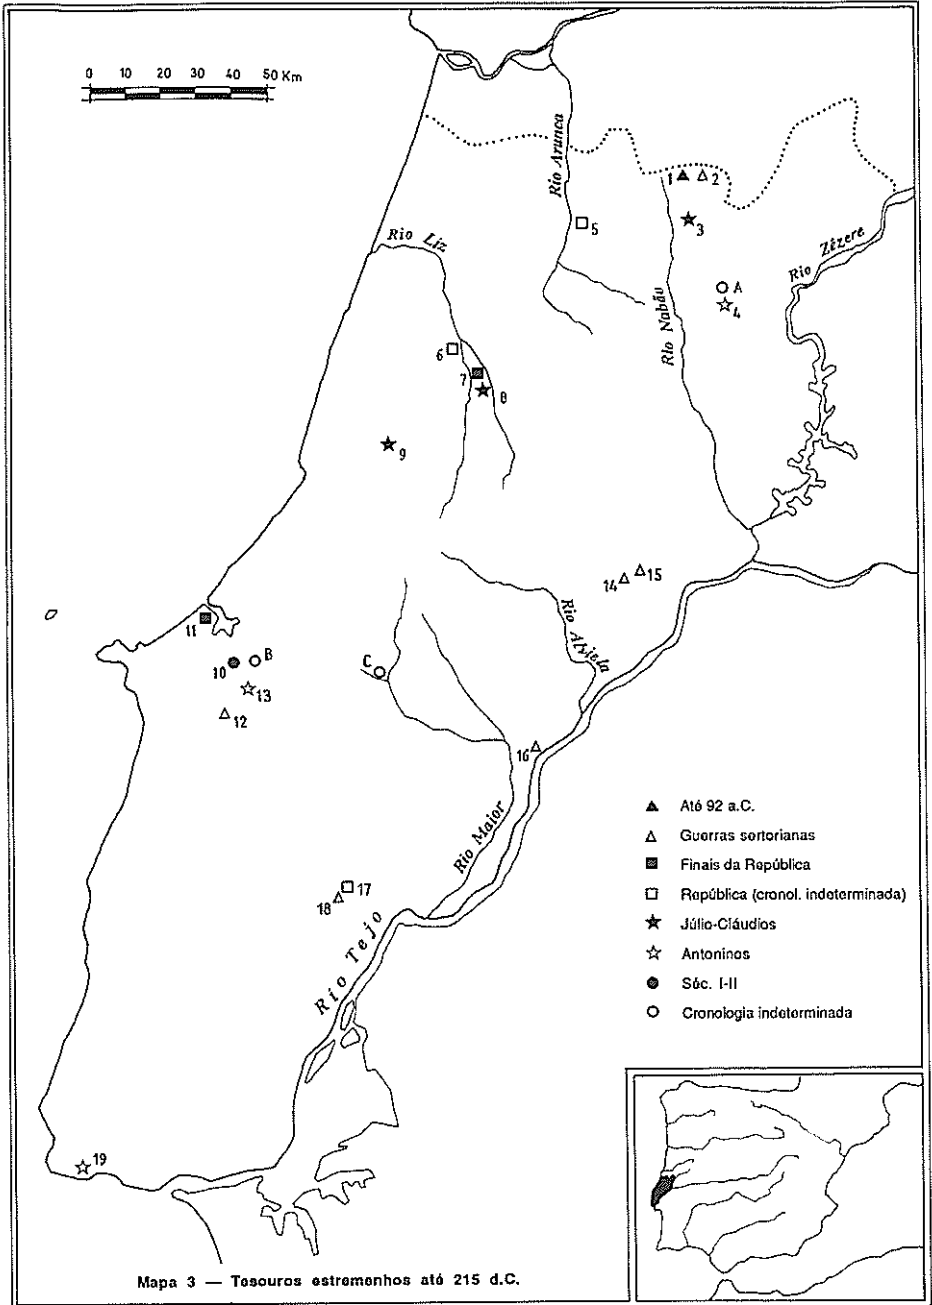 0 10 20 30 40 50 Km
Rio Arunca
1
2
3
5
Rio Liz
Rio Zêzere
A
4
Rio Nabão
6
7
8
9
14
15
11
Rio Alviela
10
B
C
13
12
16
Rio Maior
17
18
Rio Tejo
19
Até 92 a.C.
Guerras sertorianas
Finais da República
República (cronol. indeterminada)
Júlio-Cláudios
Antoninos
Séc. I-II
Cronologia indeterminada
Mapa 3 — Tesouros estremenhos até 215 d.C.